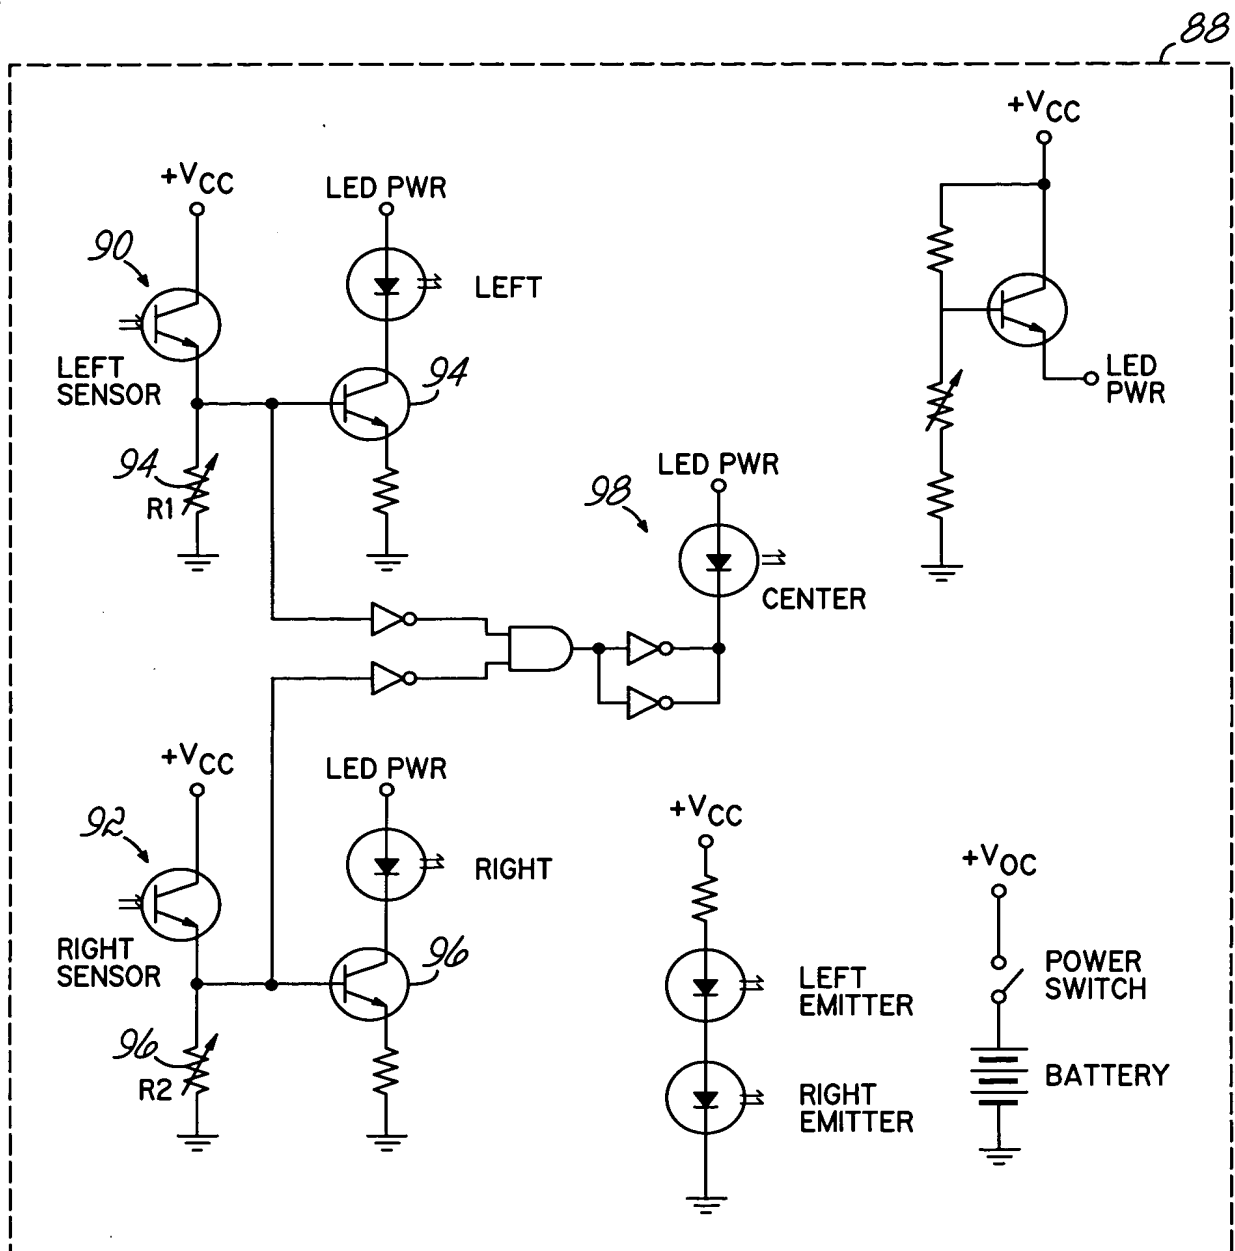 88
+VCC
+VCC
LED PWR
90
LEFT
LEFT
SENSOR
94
LED
PWR
94
R1
LED PWR
98
CENTER
+VCC
LED PWR
+VCC
92
RIGHT
+VOC
RIGHT
SENSOR
96
LEFT
EMITTER
POWER
SWITCH
96
R2
RIGHT
EMITTER
BATTERY